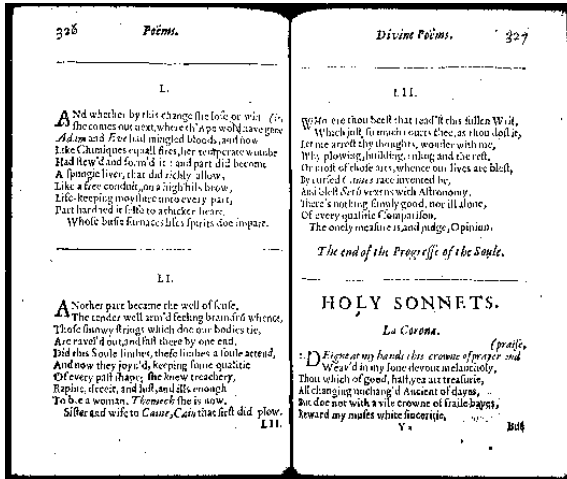 326 Poëms.
L.
ANd whether by this change she lose or win
she comes out next, where th'Ape wold have gone in
Adam and Eve had mingled bloods, and now
Like Chimiques equall fires, her temperate wombe
Had stew'd and form'd it: and part did become
A spungie liver, that did richly allow,
Like a free conduit, on a high hils brow,
Life-keeping moysture unto every part,
Part hardned it selfe to a thicker heart,
Whose busie furnaces lifes spirits doe impart.
LI.
ANother part became the well of sense,
The tender well arm'd feeling braine, fro whence,
Those sinowy strings which doe our bodies tie,
Are ravel'd out, and fast there by one end,
Did this Soule limbes, these limbes a soule attend,
And now they joyn'd, keeping some qualitie
Of every past shape, she knew treachery,
Rapine, deceit, and lust, and ills enough
To be a woman. Themech she is now,
Sister and wife to Caine, Cain that first did plow.
LII.
Divine Poëms. 327
LII.
WHo ere thou beest that read'st this sullen Writ,
Which just so much courts thee, as thou dost it,
Let me arrest thy thoughts, wonder with me,
Why plowing, building, ruling and the rest,
Or most of those arts, whence our lives are blest,
By cursed Cains race invented be,
And blest Seth vext us with Astronomy.
There's nothing simply good, nor ill alone,
Of every qualitie Comparison,
The onely measure is, and judge, Opinion.
The end of the Progresse of the Soule.
HOLY SONNETS.
La Corona.
(praise,
1. DEigne at my hands this crowne of prayer and
Weav'd in my lone devout melancholy,
Thou which of good, hast, yea art treasurie,
All changing unchang'd Ancient of dayes,
But doe not with a vile crowne of fraile bayes,
Reward my muses white sinceritie,
Y 2 But